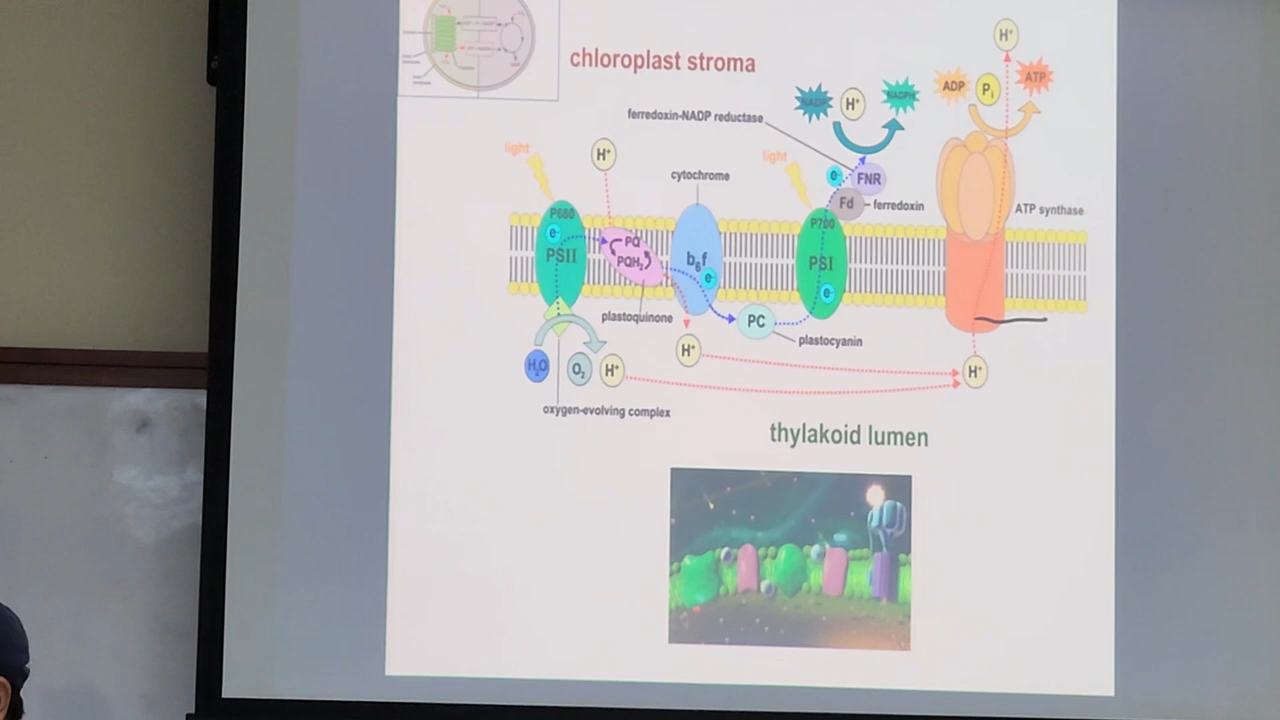 chloroplast stroma
H⁺
ADP
Pᵢ
ATP
NADP
H⁺
NADPH
ferredoxin-NADP reductase
light
H⁺
light
cytochrome
e⁻
FNR
Fd
ferredoxin
ATP synthase
P680
P700
e⁻
PQ
PSII
PQH₂
b₆f
e⁻
PSI
e⁻
plastoquinone
PC
plastocyanin
H⁺
H₂O
O₂
H⁺
H⁺
oxygen-evolving complex
thylakoid lumen